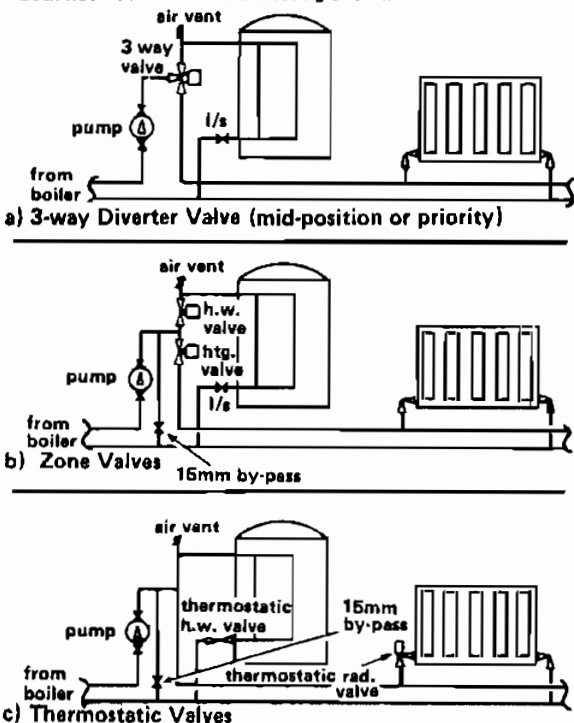 air vent
3 way
valve
l/s
pump
from
boiler
a) 3-way Diverter Valve (mid-position or priority)
air vent
h.w.
valve
htg.
valve
pump
l/s
from
boiler
b) Zone Valves
15mm by-pass
air vent
thermostatic
h.w. valve
15mm
by-pass
pump
thermostatic rad.
valve
from
boiler
c) Thermostatic Valves